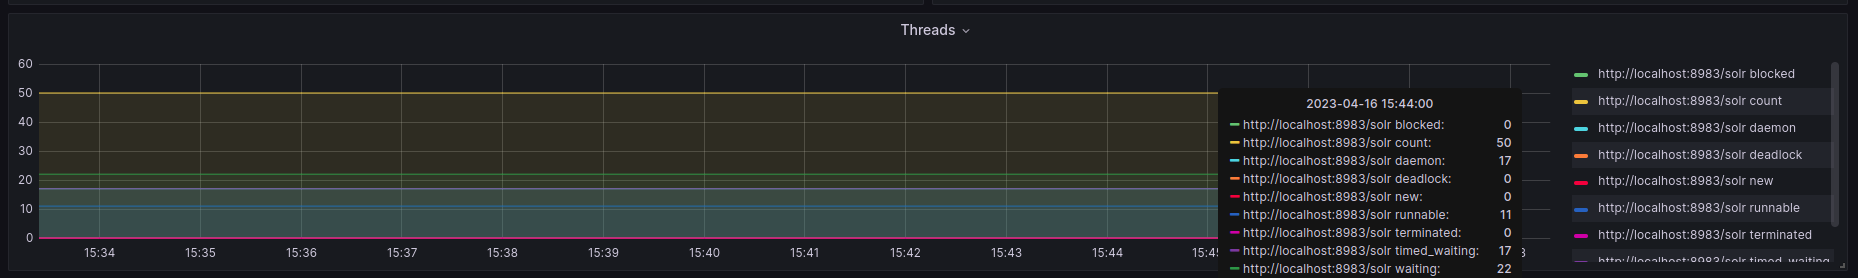 Threads
60
50
40
30
20
10
0
15:34 15:35 15:36 15:37 15:38 15:39 15:40 15:41 15:42 15:43 15:44
2023-04-16 15:44:00
http://localhost:8983/solr blocked: 0
http://localhost:8983/solr count: 50
http://localhost:8983/solr daemon: 17
http://localhost:8983/solr deadlock: 0
http://localhost:8983/solr new: 0
http://localhost:8983/solr runnable: 11
http://localhost:8983/solr terminated: 0
http://localhost:8983/solr timed_waiting: 17
http://localhost:8983/solr waiting: 22
http://localhost:8983/solr blocked
http://localhost:8983/solr count
http://localhost:8983/solr daemon
http://localhost:8983/solr deadlock
http://localhost:8983/solr new
http://localhost:8983/solr runnable
http://localhost:8983/solr terminated
http://localhost:8983/solr timed_waiting